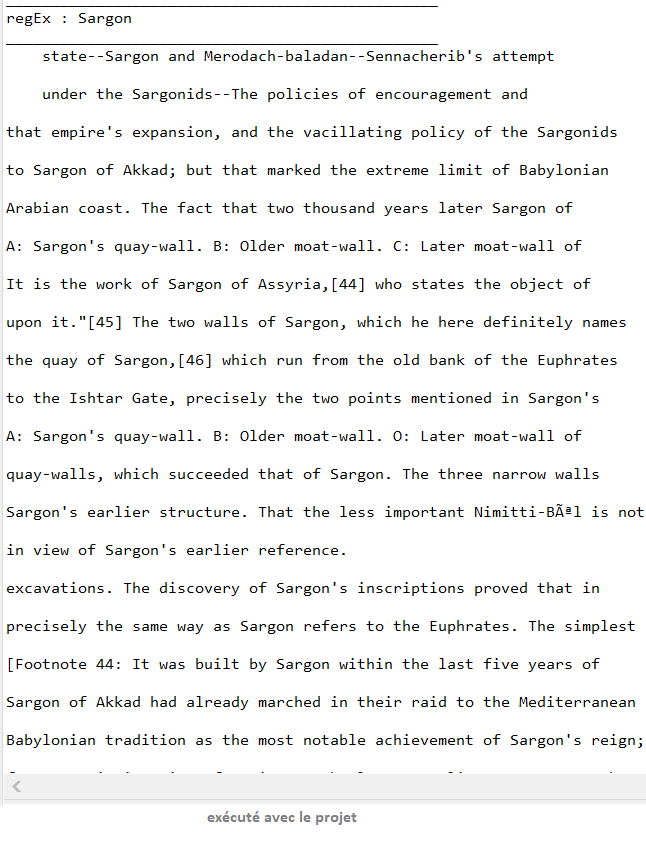 regEx : Sargon
state--Sargon and Merodach-baladan--Sennacherib's attempt
under the Sargonids--The policies of encouragement and
that empire's expansion, and the vacillating policy of the Sargonids
to Sargon of Akkad; but that marked the extreme limit of Babylonian
Arabian coast. The fact that two thousand years later Sargon of
A: Sargon's quay-wall. B: Older moat-wall. C: Later moat-wall of
It is the work of Sargon of Assyria,[44] who states the object of
upon it."[45] The two walls of Sargon, which he here definitely names
the quay of Sargon,[46] which run from the old bank of the Euphrates
to the Ishtar Gate, precisely the two points mentioned in Sargon's
A: Sargon's quay-wall. B: Older moat-wall. O: Later moat-wall of
quay-walls, which succeeded that of Sargon. The three narrow walls
Sargon's earlier structure. That the less important Nimitti-BÃªl is not
in view of Sargon's earlier reference.
excavations. The discovery of Sargon's inscriptions proved that in
precisely the same way as Sargon refers to the Euphrates. The simplest
[Footnote 44: It was built by Sargon within the last five years of
Sargon of Akkad had already marched in their raid to the Mediterranean
Babylonian tradition as the most notable achievement of Sargon's reign;
exécuté avec le projet